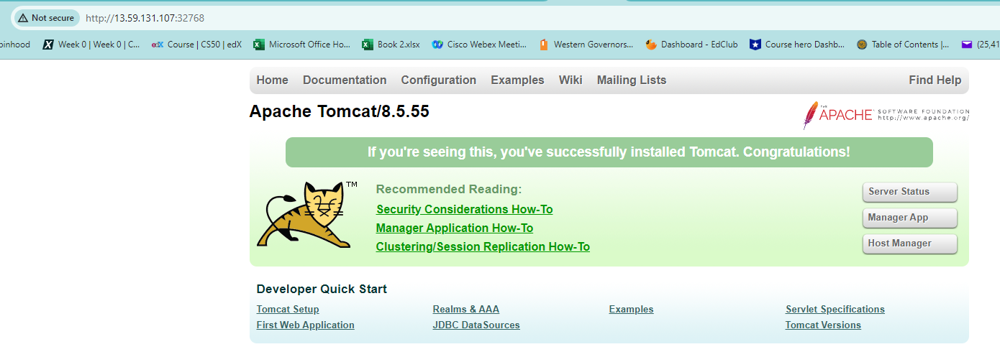 Not secure http://13.59.131.107:32768
oinhood Week 0 | Week 0 | C... edX Course | CS50 | edX Microsoft Office Ho... Book 2.xlsx Cisco Webex Meeti... Western Governors... Dashboard - EdClub Course hero Dashb... Table of Contents |... (25,41
Home Documentation Configuration Examples Wiki Mailing Lists Find Help
Apache Tomcat/8.5.55
THE APACHE SOFTWARE FOUNDATION
http://www.apache.org/
If you're seeing this, you've successfully installed Tomcat. Congratulations!
TM
Recommended Reading:
Security Considerations How-To
Manager Application How-To
Clustering/Session Replication How-To
Server Status
Manager App
Host Manager
Developer Quick Start
Tomcat Setup Realms & AAA Examples Servlet Specifications
First Web Application JDBC DataSources Tomcat Versions